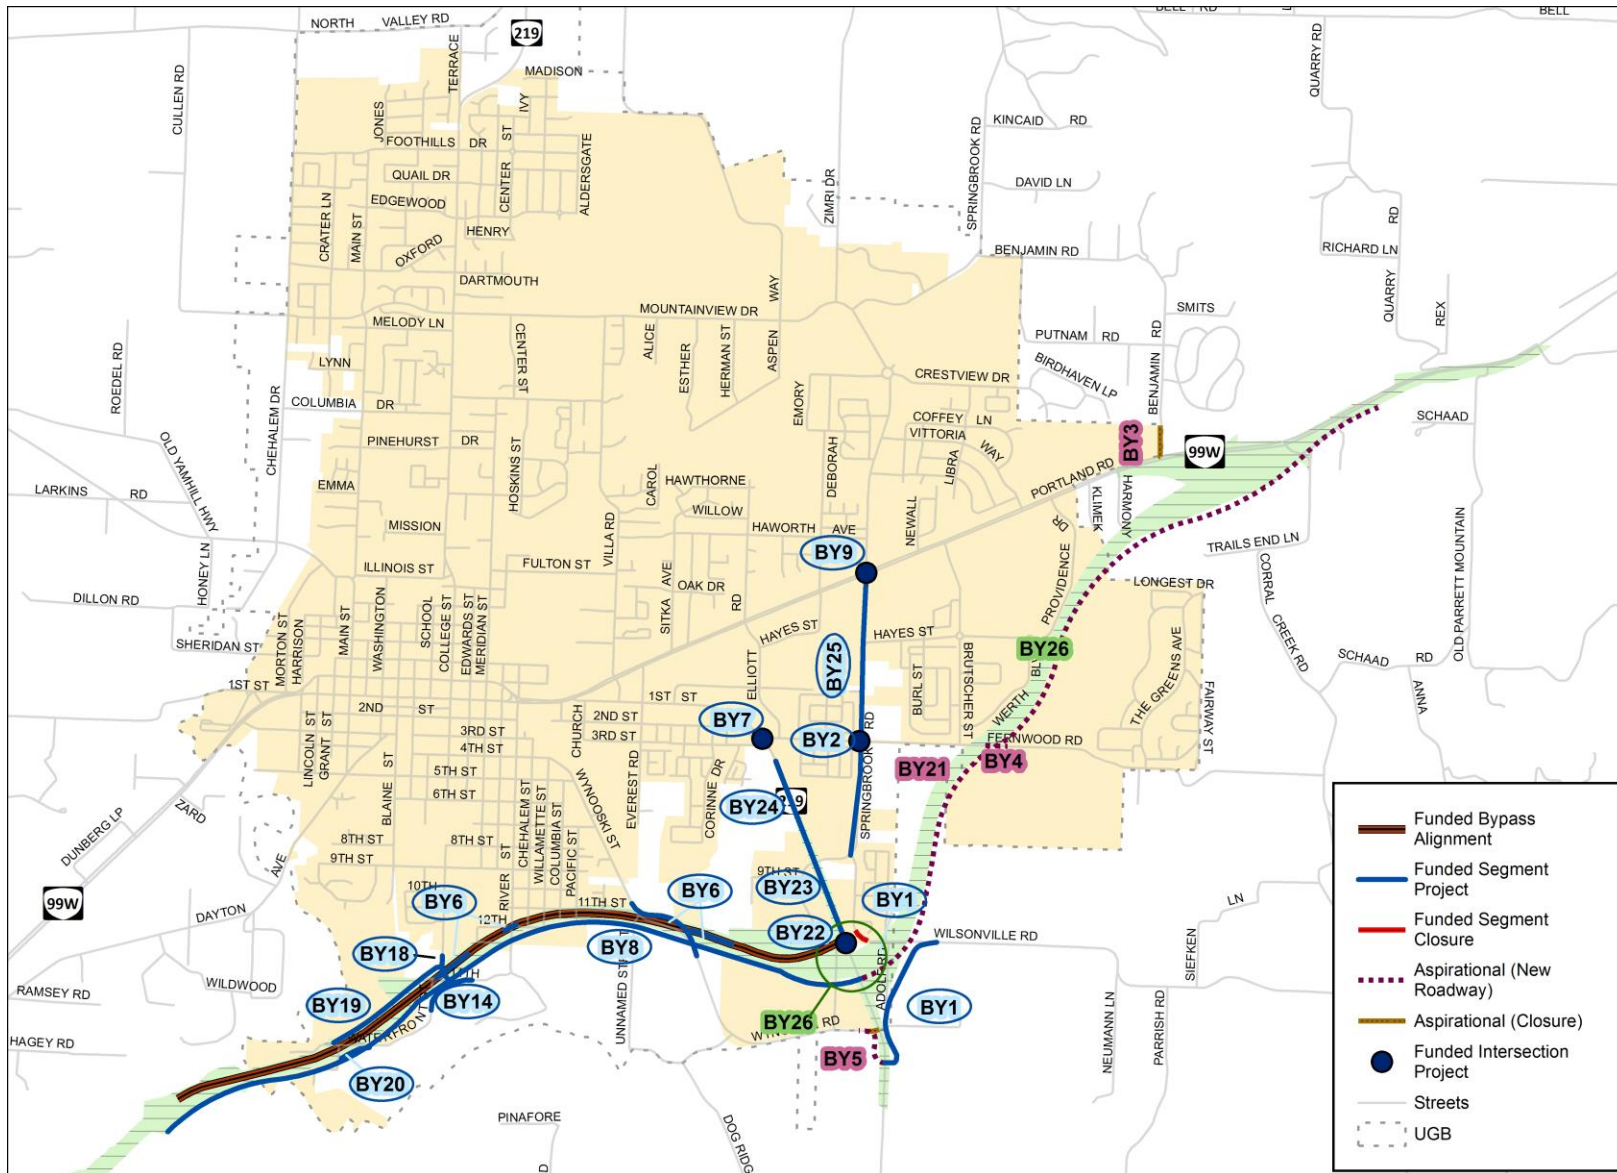 NORTH VALLEY RD
219
BELL RD
BELL
CULLEN RD
TERRACE
MADISON
IVY
JONES
FOOTHILLS DR
CENTER ST
ALDERSGATE
QUAIL DR
EDGEWOOD
HENRY
CRATER LN
MAIN ST
OXFORD
DARTMOUTH
ZIMRI DR
SPRINGBROOK RD
KINCAID RD
DAVID LN
BENJAMIN RD
QUARRY RD
RICHARD LN
QUARRY RD
REX
SMITS
PUTNAM RD
BENJAMIN RD
BIRDHAVEN LP
MOUNTAINVIEW DR
ASPEN WAY
MELODY LN
CENTER ST
ALICE
ESTHER
HERMAN ST
LYNN
ROEDEL RD
CHEHALEM DR
COLUMBIA DR
PINEHURST DR
HOSKINS ST
EMORY
CRESTVIEW DR
COFFEY LN
VITTORIA WAY
LIBRA
DEBORAH
SCHAAD
BY3
99W
PORTLAND RD
OLD YAMHILL HWY
LARKINS RD
EMMA
MISSION
CAROL
HAWTHORNE
WILLOW
HAWORTH AVE
NEWALL
KLIMEK
HARMONY
PROVIDENCE DR
TRAILS END LN
OLD PARRETT MOUNTAIN
HONEY LN
DILLON RD
ILLINOIS ST
FULTON ST
VILLA RD
SITKA AVE
OAK DR
RD
BY9
LONGEST DR
CORRAL CREEK RD
SHERIDAN ST
MORTON ST
HARRISON
MAIN ST
WASHINGTON
SCHOOL
COLLEGE ST
EDWARDS ST
MERIDIAN ST
HAYES ST
HAYES ST
BY25
BY26
SCHAAD RD
ANNA
1ST ST
1ST ST
ELLIOTT
BURL ST
BRUTSCHER ST
WERTH
THE GREENS AVE
FAIRWAY ST
2ND ST
2ND ST
3RD ST
3RD ST
4TH ST
LINCOLN ST
GRANT ST
CHURCH
BY7
BY2
RD
FERNWOOD RD
BY4
BY21
5TH ST
6TH ST
BLAINE ST
WYNOOSKI ST
EVEREST RD
CORINNE DR
BY24
SPRINGBROOK
ZARD
DUNBERG LP
8TH ST
8TH ST
9TH ST
9TH ST
10TH
11TH ST
12TH
RIVER ST
CHEHALEM ST
WILLAMETTE ST
COLUMBIA ST
PACIFIC ST
99W
DAYTON AVE
BY6
BY6
BY23
BY1
BY22
BY8
BY18
BY19
BY14
BY20
BY26
BY1
BY5
WILSONVILLE RD
ADOLF RD
LN
SIEFKEN
RAMSEY RD
WILDWOOD
HAGEY RD
WATERFRONT
UNNAMED ST
NEUMANN LN
PARRISH RD
PINAFORE
DOG RIDG
D
Funded Bypass
Alignment
Funded Segment
Project
Funded Segment
Closure
Aspirational (New
Roadway)
Aspirational (Closure)
Funded Intersection
Project
Streets
UGB